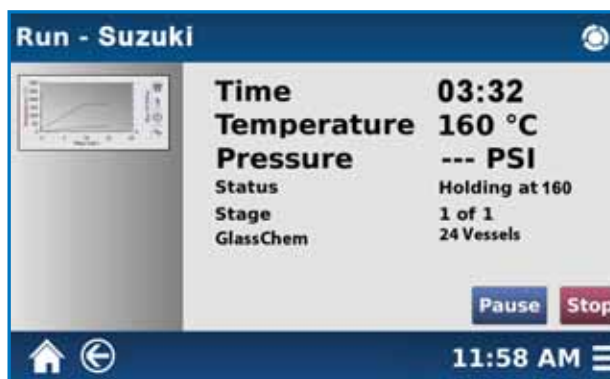 Run - Suzuki
Time 03:32
Temperature 160 °C
Pressure --- PSI
Status Holding at 160
Stage 1 of 1
GlassChem 24 Vessels
Pause Stop
11:58 AM